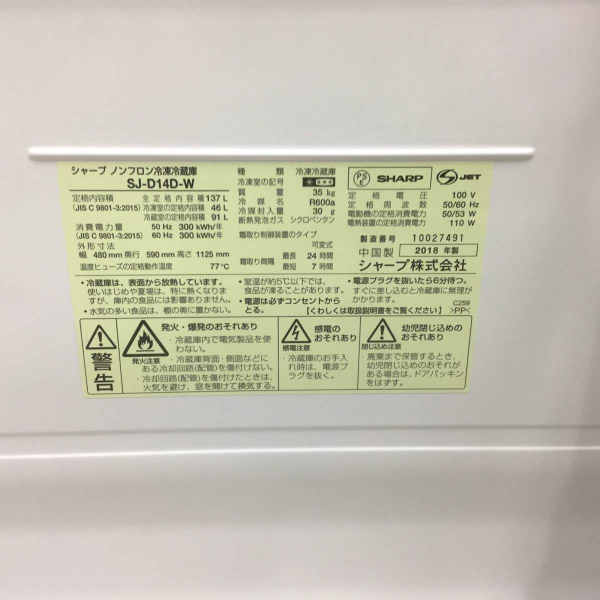 シャープ ノンフロン冷凍冷蔵庫
SJ-D14D-W
定格内容積 全定格内容積 137 L
(JIS C 9801-3:2015) 冷凍室の定格内容積 46 L
冷蔵室の定格内容積 91 L
消費電力量 50 Hz 300 kWh/年
(JIS C 9801-3:2015) 60 Hz 300 kWh/年
外形寸法
幅 480mm 奥行 590mm 高さ 1125 mm
温度ヒューズの定格動作温度 77℃
種類 冷凍冷蔵庫
冷凍室の記号
質量 35 kg
冷媒 R600a
冷媒封入量 30 g
断熱発泡ガス シクロペンタン
霜取り制御装置のタイプ
可変式
霜取り間隔 最長 24 時間
最短 7 時間
PS E SHARP S JET
定格電圧 100 V
定格周波数 50/60 Hz
電動機の定格消費電力 50/53 W
電熱装置の定格消費電力 110 W
製造番号 10027491
中国製 2018 年製
シャープ株式会社
・冷蔵庫は、表面から放熱しています。
使いはじめや夏場は、特に熱くなりますが、庫内の食品には影響ありません。
・水気の多い食品は、棚の奥に置かない。
・室温が約5℃以下では、食品が凍ることがあります。
・電源は必ずコンセントからとる。
・電源プラグを抜いたら6分待つ。
すぐに差し込むと冷蔵庫に無理がかかり、故障の原因。
【くわしくは取扱説明書をご覧ください】
C259
>PP<
警告
発火注意
発火・爆発のおそれあり
・冷蔵庫内で電気製品を使わない。
・冷蔵庫背面・側面などにある冷却回路(配管)を傷付けない。
・冷却回路(配管)を傷付けたときは、火気を避け、窓を開けて換気する。
感電注意
感電のおそれあり
・冷蔵庫のお手入れ時は、電源プラグを抜く。
閉じ込め注意
幼児閉じ込めのおそれあり
・廃棄まで保管するとき、幼児閉じ込めのおそれがある場合は、ドアパッキンをはずす。